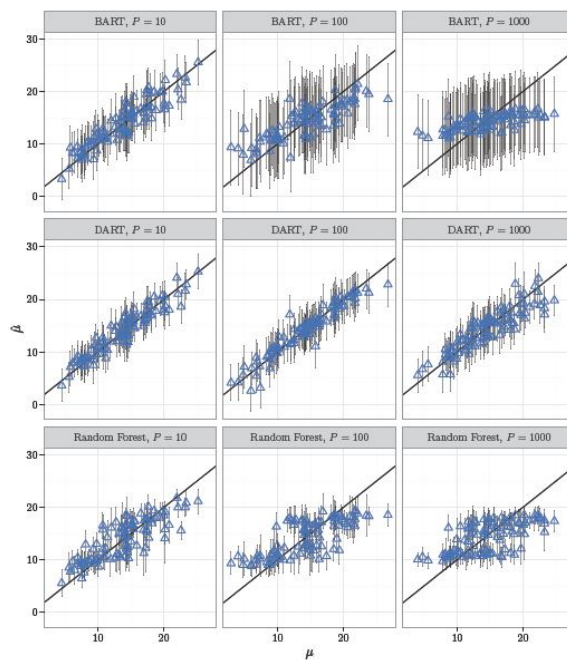 BART, P = 10
BART, P = 100
BART, P = 1000
30
20
10
0
DART, P = 10
DART, P = 100
DART, P = 1000
30
20
10
0
μ̂
Random Forest, P = 10
Random Forest, P = 100
Random Forest, P = 1000
30
20
10
0
10 20 10 20 10 20
μ